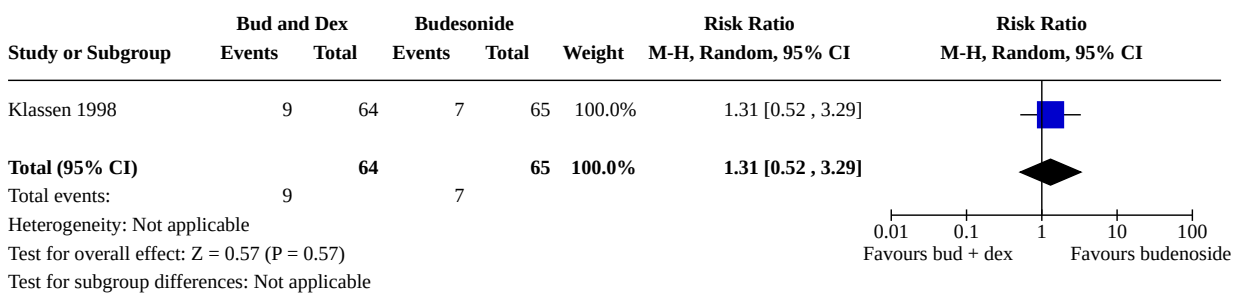 Bud and Dex Budesonide Risk Ratio Risk Ratio
Study or Subgroup Events Total Events Total Weight M-H, Random, 95% CI M-H, Random, 95% CI
Klassen 1998 9 64 7 65 100.0% 1.31 [0.52 , 3.29]
Total (95% CI) 64 65 100.0% 1.31 [0.52 , 3.29]
Total events: 9 7
Heterogeneity: Not applicable
0.01 0.1 1 10 100
Test for overall effect: Z = 0.57 (P = 0.57) Favours bud + dex Favours budenoside
Test for subgroup differences: Not applicable